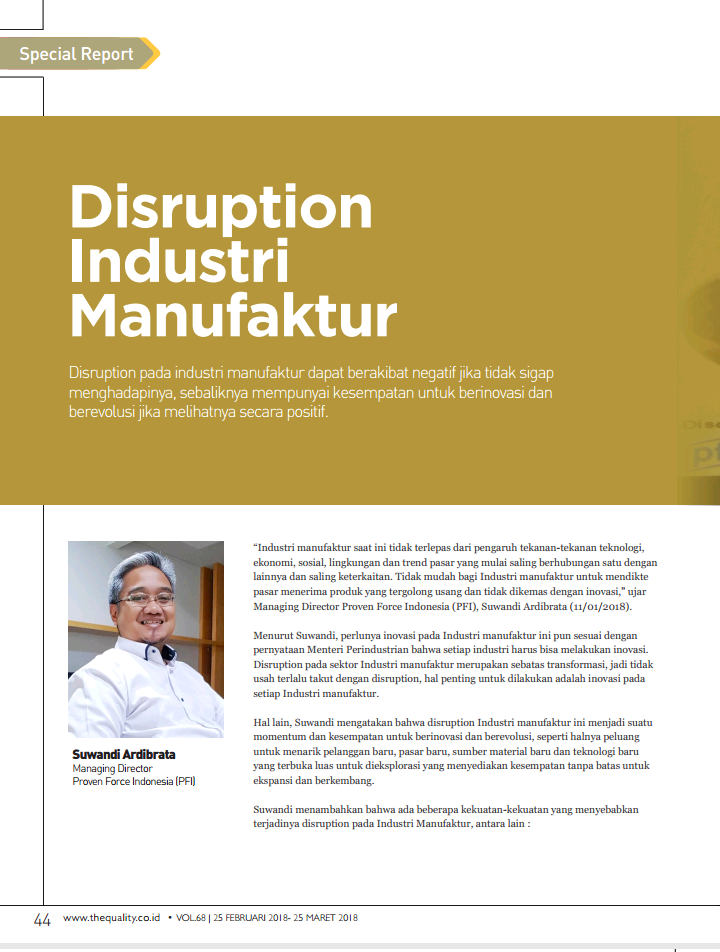 Special Report
Disruption
Industri
Manufaktur
Disruption pada industri manufaktur dapat berakibat negatif jika tidak sigap
menghadapinya, sebaliknya mempunyai kesempatan untuk berinovasi dan
berevolusi jika melihatnya secara positif.
“Industri manufaktur saat ini tidak terlepas dari pengaruh tekanan-tekanan teknologi,
ekonomi, sosial, lingkungan dan trend pasar yang mulai saling berhubungan satu dengan
lainnya dan saling keterkaitan. Tidak mudah bagi Industri manufaktur untuk mendikte
pasar menerima produk yang tergolong usang dan tidak dikemas dengan inovasi,” ujar
Managing Director Proven Force Indonesia (PFI), Suwandi Ardibrata (11/01/2018).
Menurut Suwandi, perlunya inovasi pada Industri manufaktur ini pun sesuai dengan
pernyataan Menteri Perindustrian bahwa setiap industri harus bisa melakukan inovasi.
Disruption pada sektor Industri manufaktur merupakan sebatas transformasi, jadi tidak
usah terlalu takut dengan disruption, hal penting untuk dilakukan adalah inovasi pada
setiap Industri manufaktur.
Hal lain, Suwandi mengatakan bahwa disruption Industri manufaktur ini menjadi suatu
momentum dan kesempatan untuk berinovasi dan berevolusi, seperti halnya peluang
untuk menarik pelanggan baru, pasar baru, sumber material baru dan teknologi baru
yang terbuka luas untuk dieksplorasi yang menyediakan kesempatan tanpa batas untuk
ekspansi dan berkembang.
Suwandi menambahkan bahwa ada beberapa kekuatan-kekuatan yang menyebabkan
terjadinya disruption pada Industri Manufaktur, antara lain :
Suwandi Ardibrata
Managing Director
Proven Force Indonesia (PFI)
44 www.thequality.co.id • VOL.68 | 25 FEBRUARI 2018- 25 MARET 2018